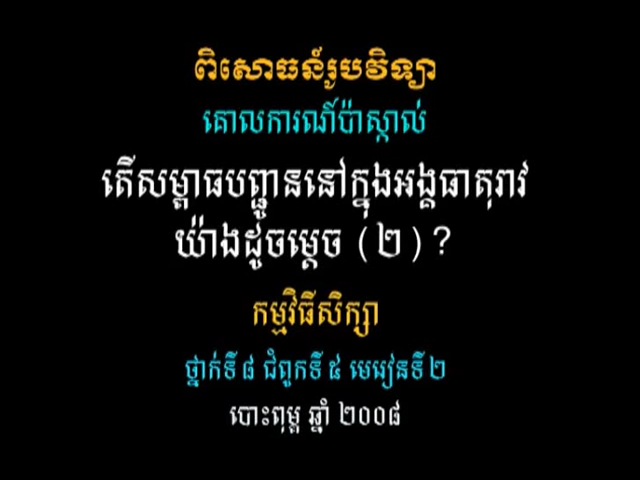 ពិសោធន៍រូបវិទ្យា
គោលការណ៍ប៉ាស្កាល់
តើសម្ពាធបញ្ជូននៅក្នុងអង្គធាតុរាវ
យ៉ាងដូចម្ដេច (២)?
កម្មវិធីសិក្សា
ថ្នាក់ទី៨ ជំពូកទី៥ មេរៀនទី២
បោះពុម្ព ឆ្នាំ ២០០៨